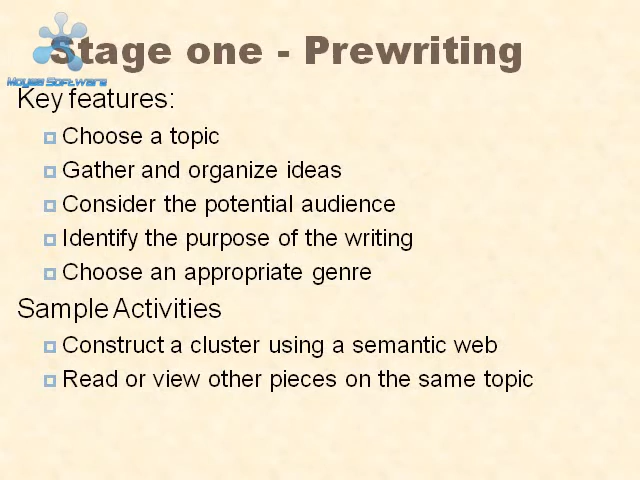 Stage one - Prewriting
Moyea Software
Key features:
Choose a topic
Gather and organize ideas
Consider the potential audience
Identify the purpose of the writing
Choose an appropriate genre
Sample Activities
Construct a cluster using a semantic web
Read or view other pieces on the same topic